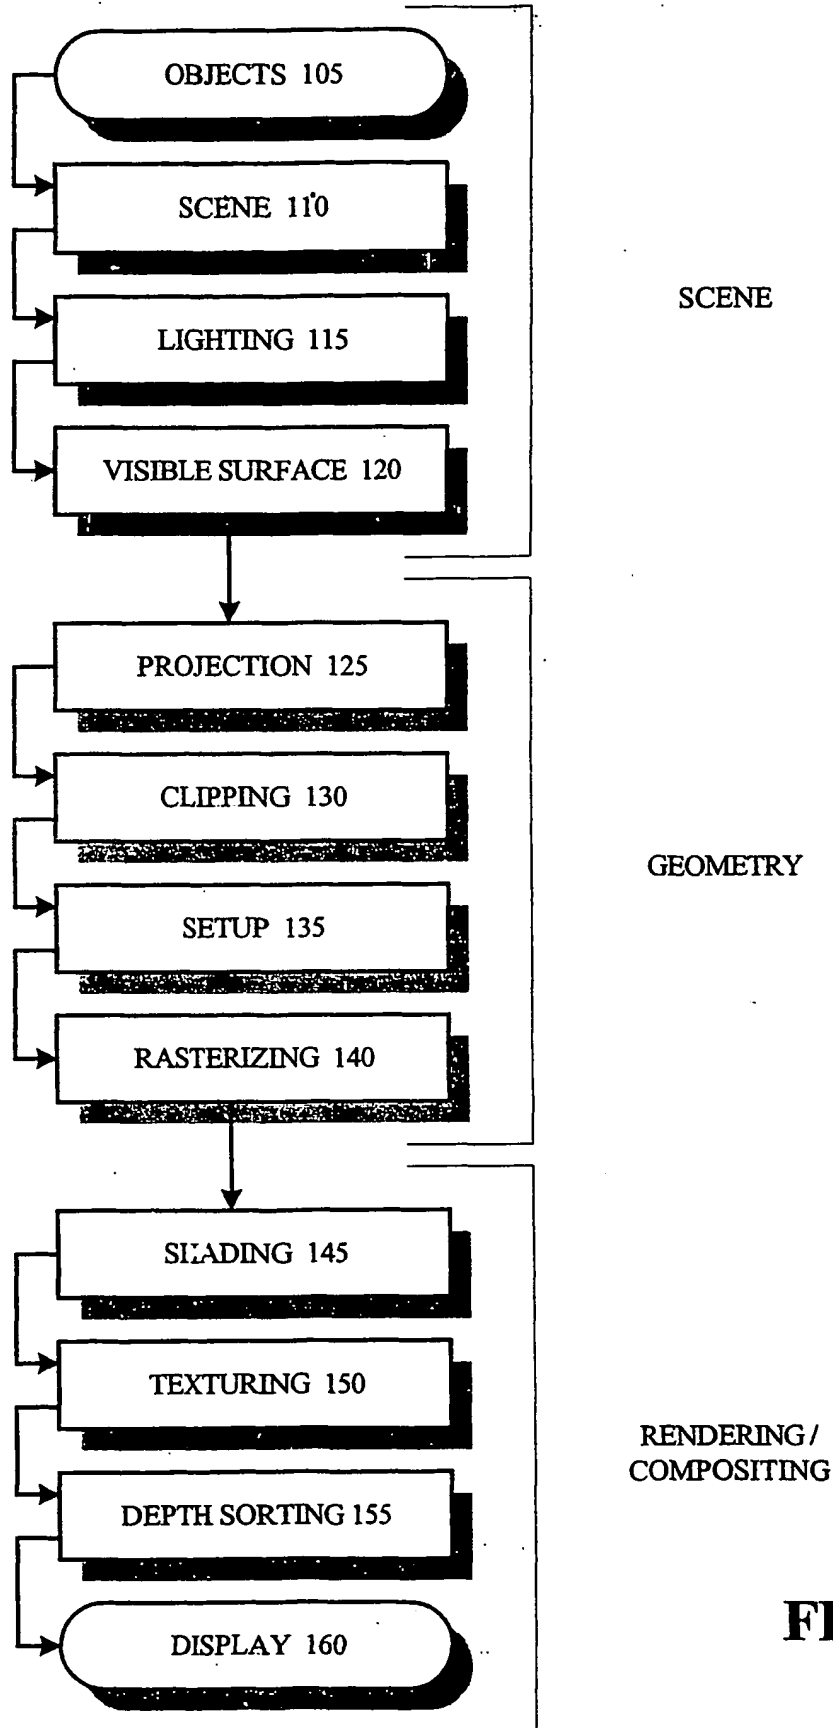 OBJECTS 105
SCENE 110
LIGHTING 115
VISIBLE SURFACE 120
SCENE
PROJECTION 125
CLIPPING 130
SETUP 135
RASTERIZING 140
GEOMETRY
SHADING 145
TEXTURING 150
DEPTH SORTING 155
DISPLAY 160
RENDERING /
COMPOSITING